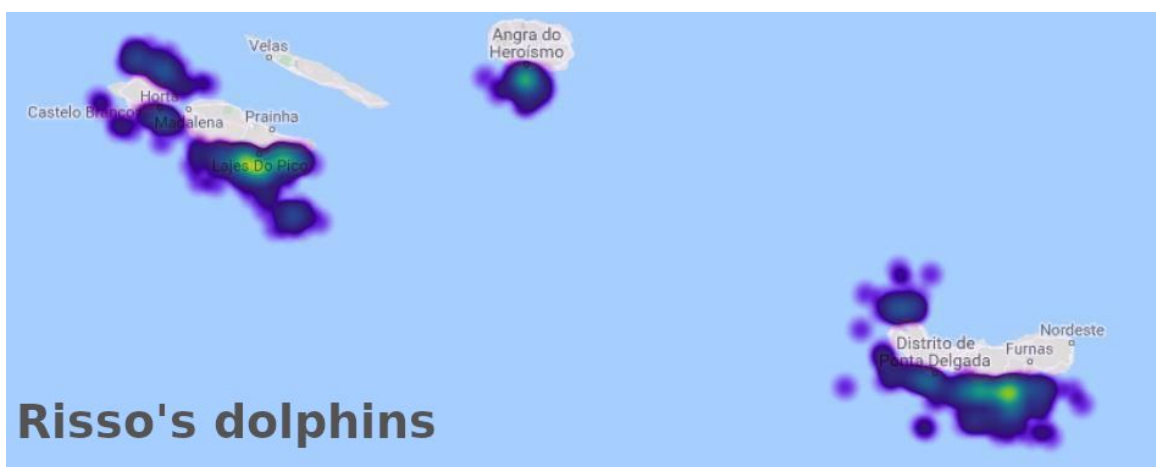 Angra do
Heroísmo
Velas
Horta
Castelo Branco
Madalena
Prainha
Lajes Do Pico
Nordeste
Distrito de
Ponta Delgada
Furnas
Risso's dolphins